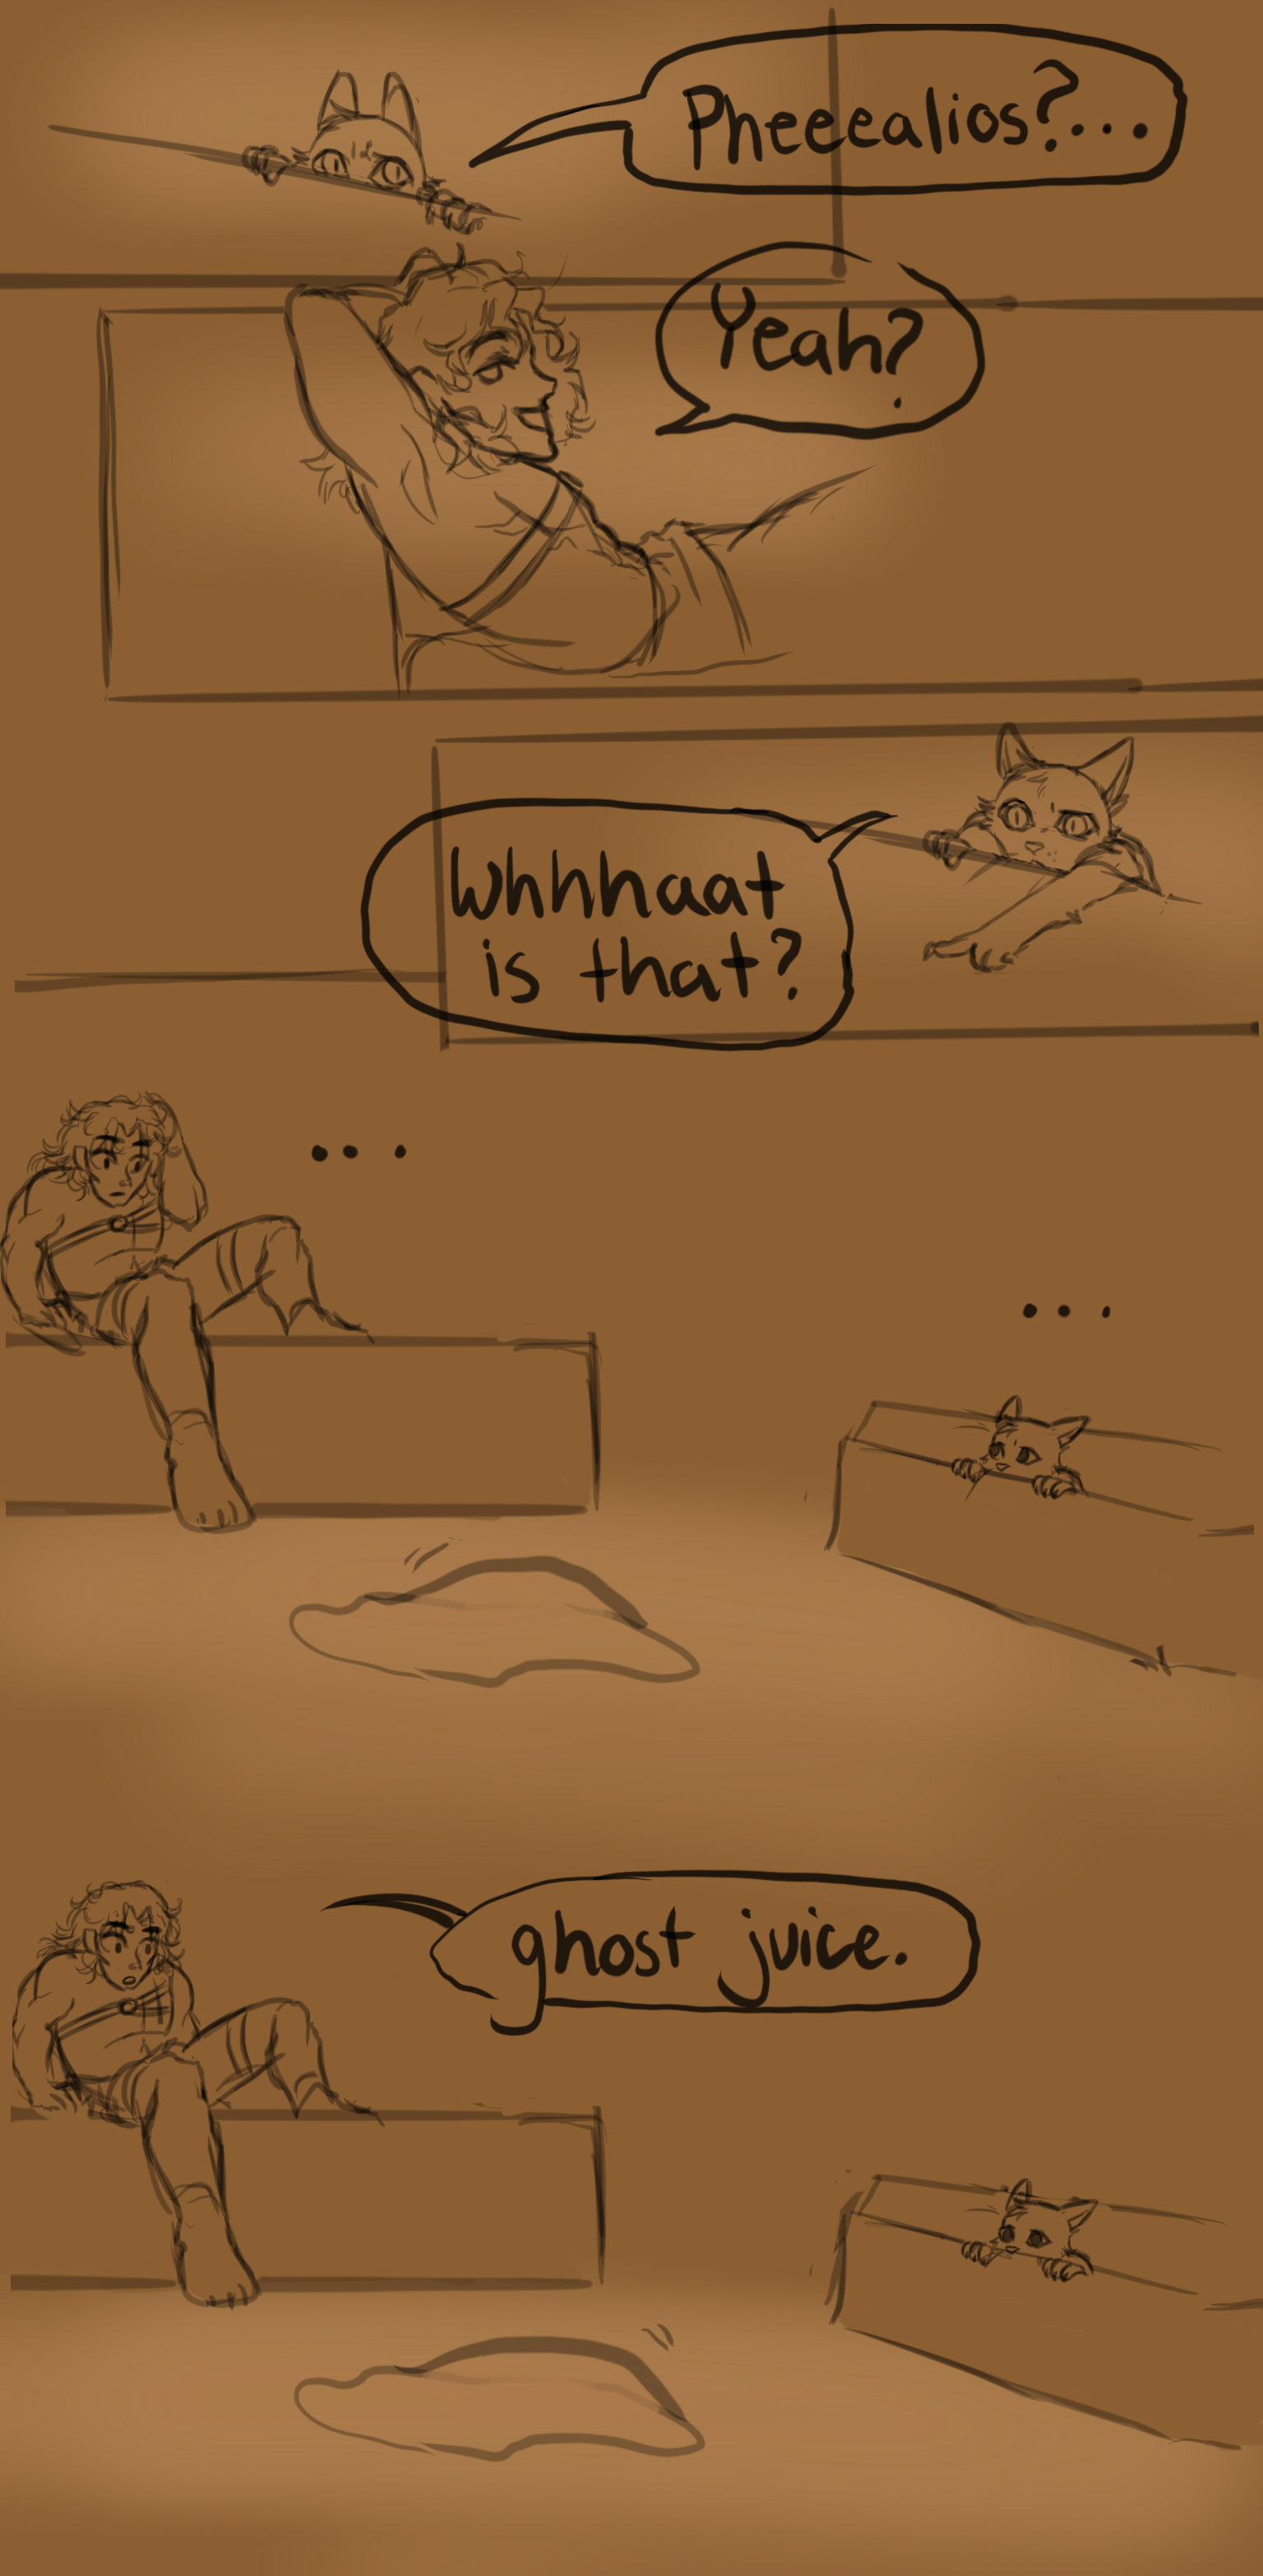 Pheeealios?...
Yeah?
Whhhaat
is that?
...
...
ghost juice.